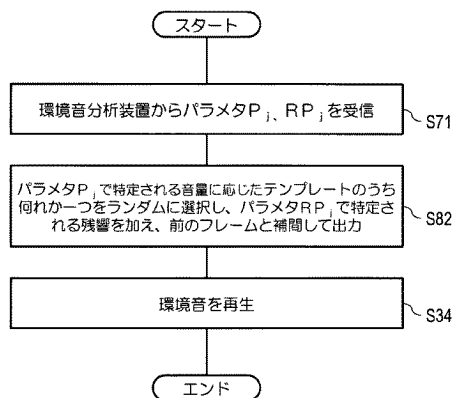 スタート
環境音分析装置からパラメタPj、RPjを受信
S71
パラメタPjで特定される音量に応じたテンプレートのうち
何れか一つをランダムに選択し、パラメタRPjで特定さ
れる残響を加え、前のフレームと補間して出力
S82
環境音を再生
S34
エンド